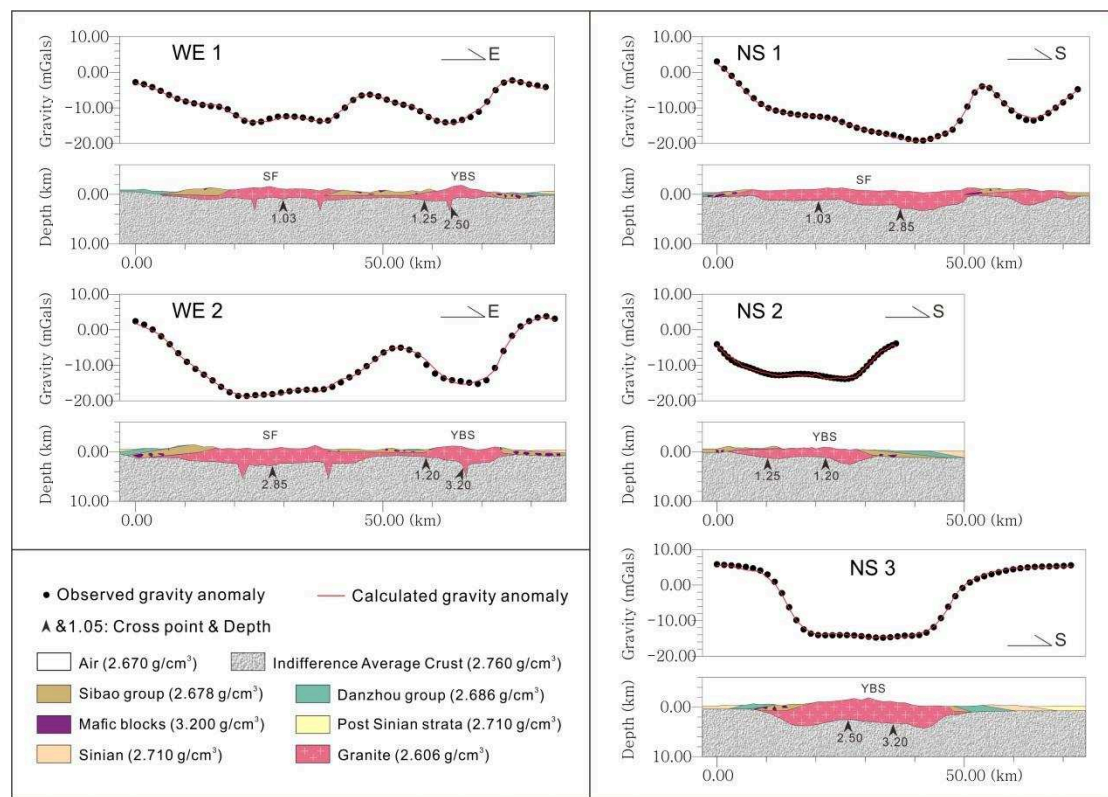 WE 1
E
10.00
0.00
-10.00
-20.00
Gravity (mGals)
SF
YBS
0.00
10.00
Depth (km)
1.03
1.25
2.50
0.00
50.00 (km)
WE 2
E
10.00
0.00
-10.00
-20.00
Gravity (mGals)
SF
YBS
0.00
10.00
Depth (km)
2.85
1.20
3.20
0.00
50.00 (km)
Observed gravity anomaly
Calculated gravity anomaly
&1.05: Cross point & Depth
Air (2.670 g/cm³)
Indifference Average Crust (2.760 g/cm³)
Sibao group (2.678 g/cm³)
Danzhou group (2.686 g/cm³)
Mafic blocks (3.200 g/cm³)
Post Sinian strata (2.710 g/cm³)
Sinian (2.710 g/cm³)
Granite (2.606 g/cm³)
NS 1
S
10.00
0.00
-10.00
-20.00
Gravity (mGals)
SF
0.00
10.00
Depth (km)
1.03
2.85
0.00
50.00 (km)
NS 2
S
10.00
0.00
-10.00
-20.00
Gravity (mGals)
YBS
0.00
10.00
Depth (km)
1.25
1.20
0.00
50.00 (km)
NS 3
S
10.00
0.00
-10.00
-20.00
Gravity (mGals)
YBS
0.00
10.00
Depth (km)
2.50
3.20
0.00
50.00 (km)